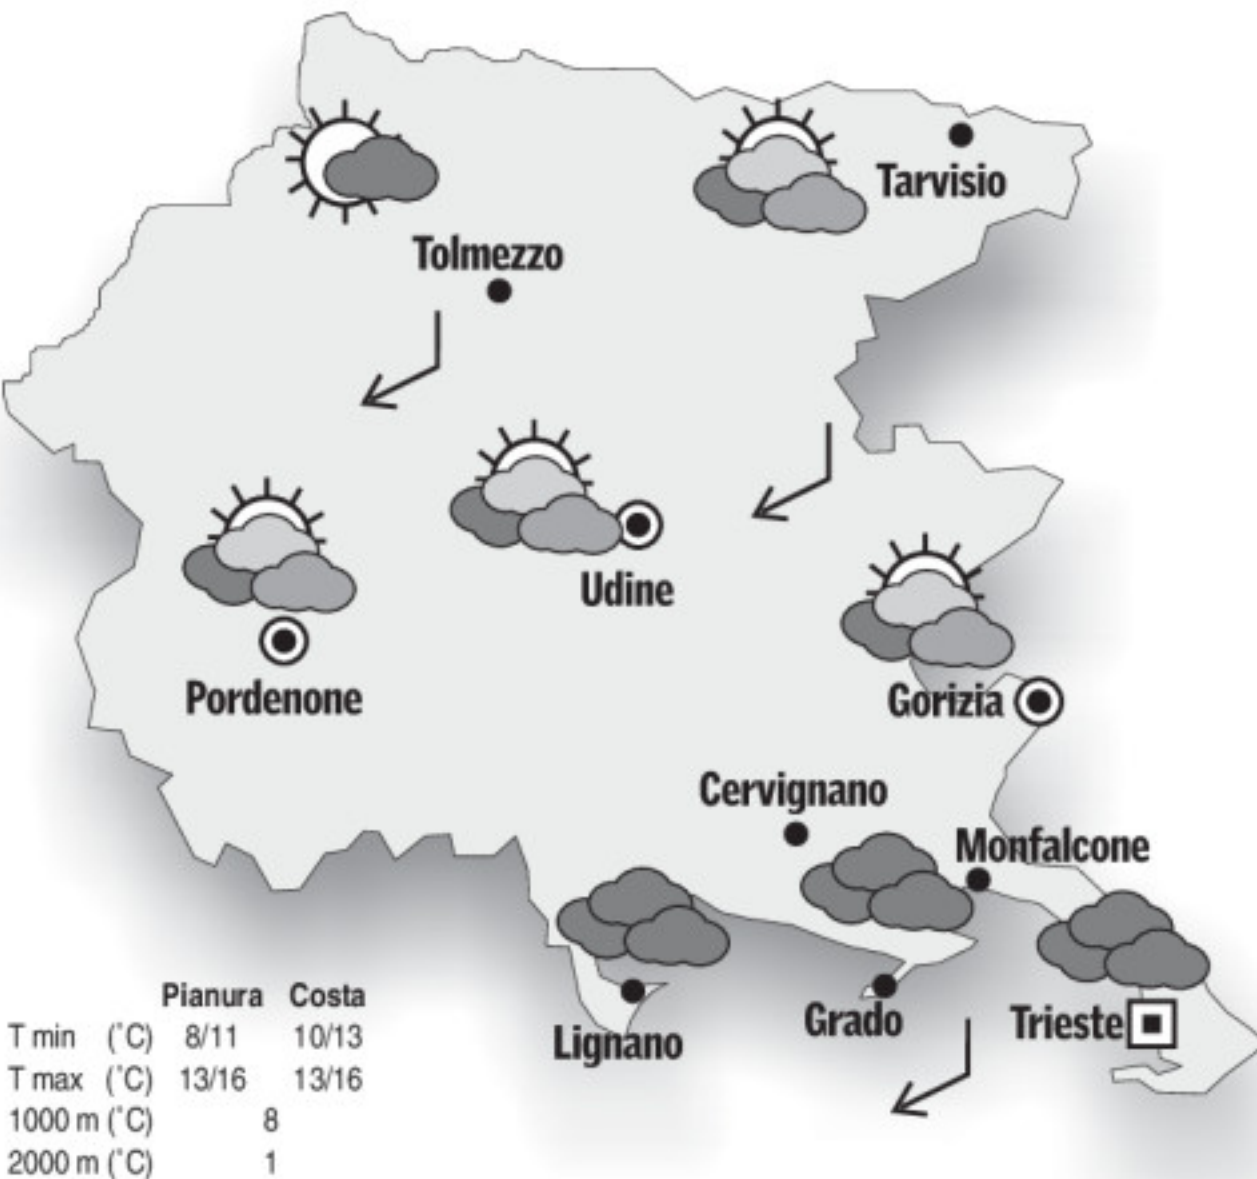 Tarvisio
Tolmezzo
Udine
Pordenone
Gorizia
Cervignano
Monfalcone
Grado
Trieste
Lignano
Pianura Costa
T min (°C) 8/11 10/13
T max (°C) 13/16 13/16
1000 m (°C) 8
2000 m (°C) 1